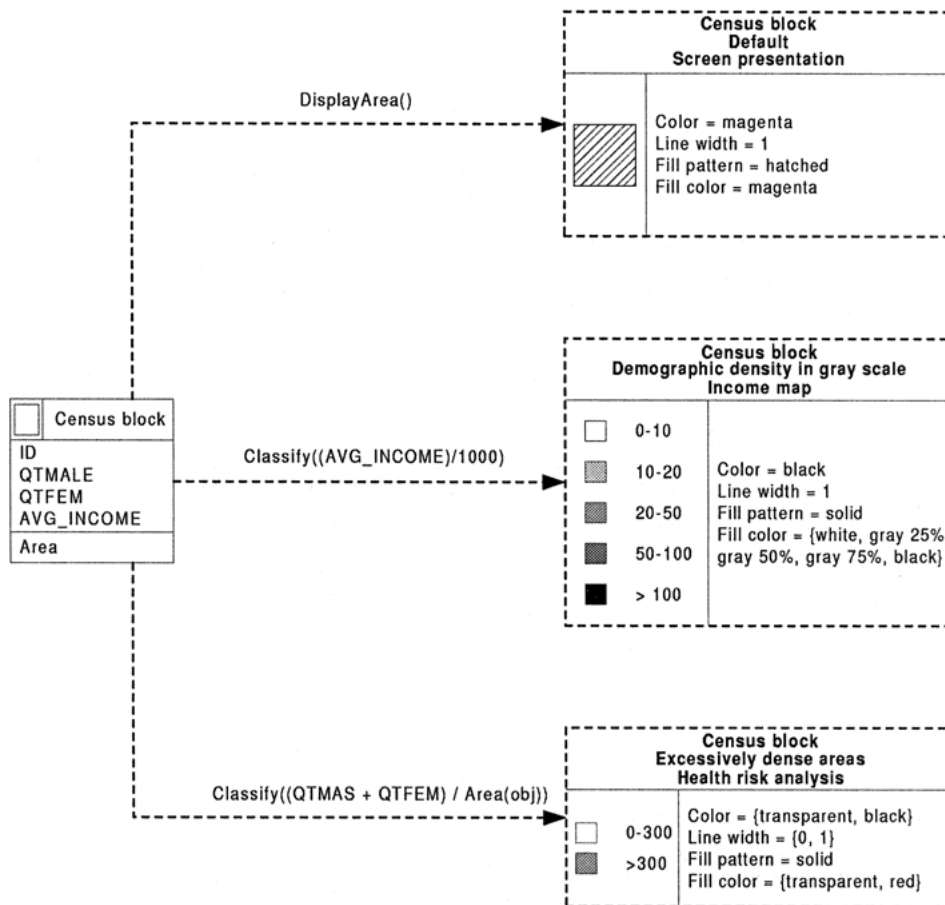 Census block
Default
Screen presentation
DisplayArea()
Color = magenta
Line width = 1
Fill pattern = hatched
Fill color = magenta
Census block
Demographic density in gray scale
Income map
Census block
ID
QTMALE
QTFEM
AVG_INCOME
Area
Classify((AVG_INCOME)/1000)
0-10
10-20
20-50
50-100
> 100
Color = black
Line width = 1
Fill pattern = solid
Fill color = {white, gray 25%
gray 50%, gray 75%, black}
Census block
Excessively dense areas
Health risk analysis
Classify((QTMAS + QTFEM) / Area(obj))
0-300
>300
Color = {transparent, black}
Line width = {0, 1}
Fill pattern = solid
Fill color = {transparent, red}